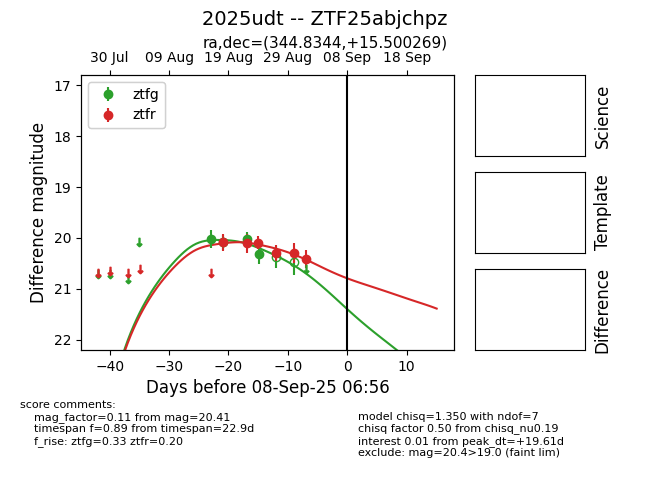 2025udt -- ZTF25abjchpz
ra,dec=(344.8344,+15.500269)
30 Jul 09 Aug 19 Aug 29 Aug 08 Sep 18 Sep
17
18
19
20
21
22
Difference magnitude
ztfg
ztfr
−40 −30 −20 −10 0 10
Days before 08-Sep-25 06:56
Science
Template
Difference
score comments:
mag_factor=0.11 from mag=20.41
timespan f=0.89 from timespan=22.9d
f_rise: ztfg=0.33 ztfr=0.20
model chisq=1.350 with ndof=7
chisq factor 0.50 from chisq_nu0.19
interest 0.01 from peak_dt=+19.61d
exclude: mag=20.4>19.0 (faint lim)